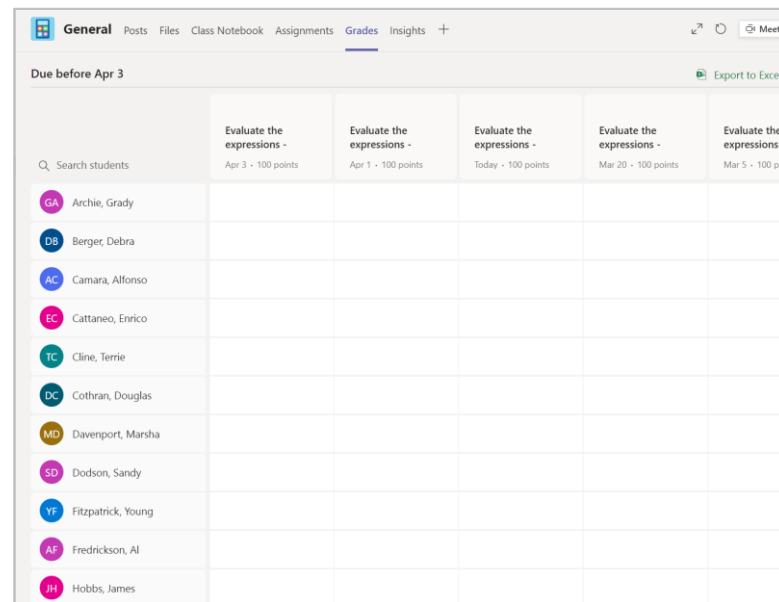 General Posts Files Class Notebook Assignments Grades Insights
Meet
Due before Apr 3
Export to Exce
Evaluate the expressions - Apr 3 • 100 points
Evaluate the expressions - Apr 1 • 100 points
Evaluate the expressions - Today • 100 points
Evaluate the expressions - Mar 20 • 100 points
Evaluate the expressions Mar 5 • 100 p
Search students
GA Archie, Grady
DB Berger, Debra
AC Camara, Alfonso
EC Cattaneo, Enrico
TC Cline, Terrie
DC Cothran, Douglas
MD Davenport, Marsha
SD Dodson, Sandy
YF Fitzpatrick, Young
AF Fredrickson, Al
JH Hobbs, James